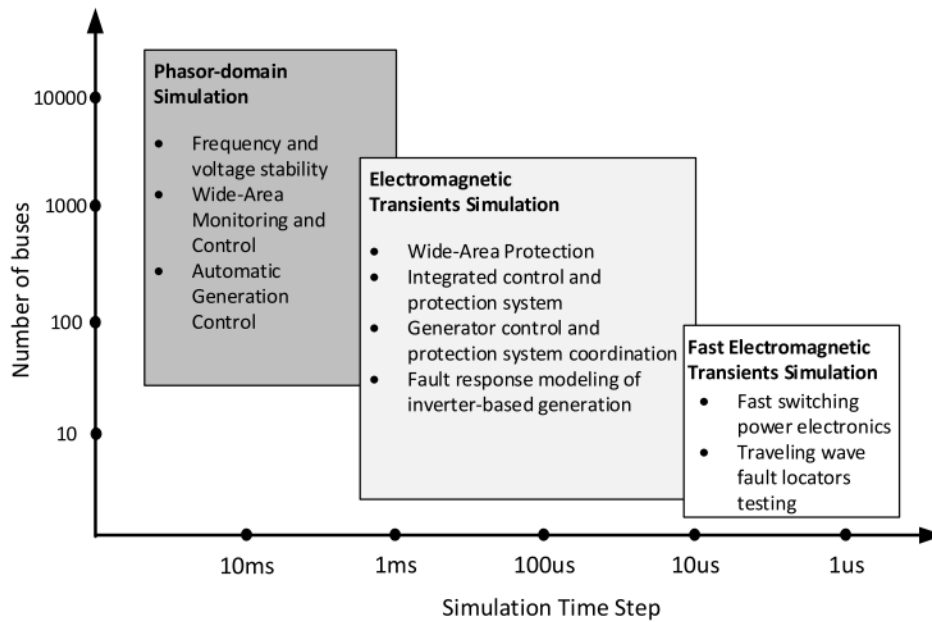 Phasor-domain
Simulation
• Frequency and
voltage stability
• Wide-Area
Monitoring and
Control
• Automatic
Generation
Control
Electromagnetic
Transients Simulation
• Wide-Area Protection
• Integrated control and
protection system
• Generator control and
protection system coordination
• Fault response modeling of
inverter-based generation
Fast Electromagnetic
Transients Simulation
• Fast switching
power electronics
• Traveling wave
fault locators
testing
Number of buses
10000
1000
100
10
10ms
1ms
100us
10us
1us
Simulation Time Step